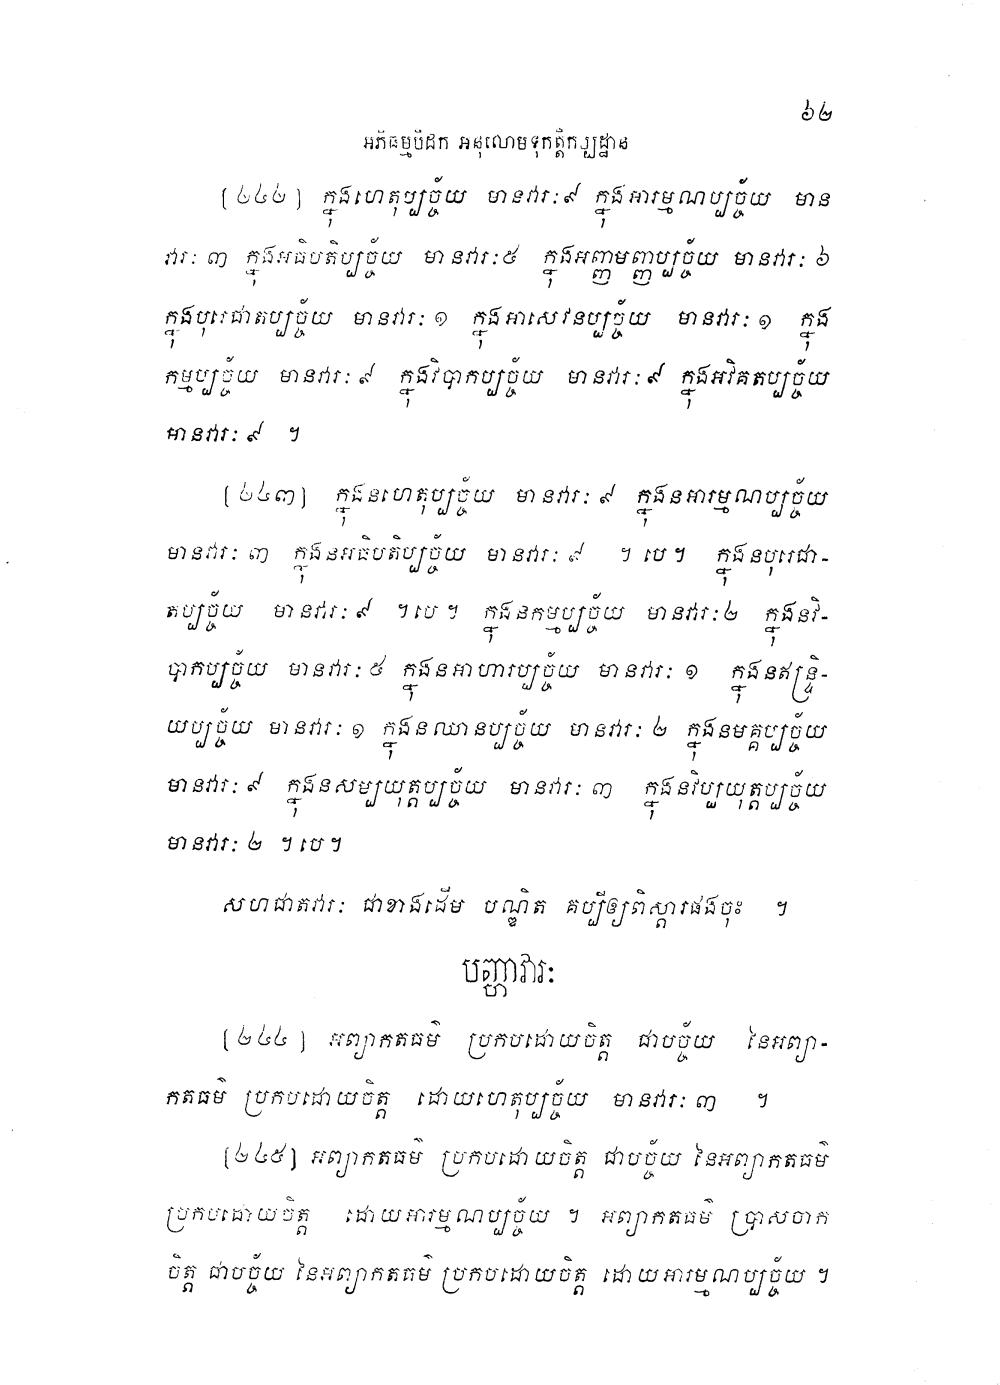 ៦២
អភិធម្មបិដក អនុលោមទុកត្តិកប្បដ្ឋាន
[២៤២] ក្នុងហេតុប្បច្ច័យ មានវារៈ ៩ ក្នុងអារម្មណប្បច្ច័យ មាន
វារៈ ៣ ក្នុងអធិបតិប្បច្ច័យ មានវារៈ ៥ ក្នុងអញ្ញមញ្ញប្បច្ច័យ មានវារៈ ៦
ក្នុងបុរេជាតប្បច្ច័យ មានវារៈ ១ ក្នុងអាសេវនប្បច្ច័យ មានវារៈ ១ ក្នុង
កម្មប្បច្ច័យ មានវារៈ ៩ ក្នុងវិបាកប្បច្ច័យ មានវារៈ ៩ ក្នុងអវិគតប្បច្ច័យ
មានវារៈ ៩ ។
[២៤៣] ក្នុងនហេតុប្បច្ច័យ មានវារៈ ៩ ក្នុងនអារម្មណប្បច្ច័យ
មានវារៈ ៣ ក្នុងនអធិបតិប្បច្ច័យ មានវារៈ ៩ ។បេ។ ក្នុងនបុរេជា-
តប្បច្ច័យ មានវារៈ ៩ ។បេ។ ក្នុងនកម្មប្បច្ច័យ មានវារៈ ២ ក្នុងនវិ-
បាកប្បច្ច័យ មានវារៈ ៥ ក្នុងនអាហារប្បច្ច័យ មានវារៈ ១ ក្នុងនឥន្ទ្រិ-
យប្បច្ច័យ មានវារៈ ១ ក្នុងនឈានប្បច្ច័យ មានវារៈ ២ ក្នុងនមគ្គប្បច្ច័យ
មានវារៈ ៩ ក្នុងនសម្បយុត្តប្បច្ច័យ មានវារៈ ៣ ក្នុងនវិប្បយុត្តប្បច្ច័យ
មានវារៈ ២ ។បេ។
សហជាតវារៈ ជាខាងដើម បណ្ឌិត គប្បីឲ្យពិស្តារផងចុះ ។
បញ្ហាវារៈ
[២៤៤] អព្យាកតធម៌ ប្រកបដោយចិត្ត ជាបច្ច័យ នៃអព្យា-
កតធម៌ ប្រកបដោយចិត្ត ដោយហេតុប្បច្ច័យ មានវារៈ ៣ ។
[២៤៥] អព្យាកតធម៌ ប្រកបដោយចិត្ត ជាបច្ច័យ នៃអព្យាកតធម៌
ប្រកបដោយចិត្ត ដោយអារម្មណប្បច្ច័យ ។ អព្យាកតធម៌ ប្រាសចាក
ចិត្ត ជាបច្ច័យ នៃអព្យាកតធម៌ ប្រកបដោយចិត្ត ដោយអារម្មណប្បច្ច័យ ។